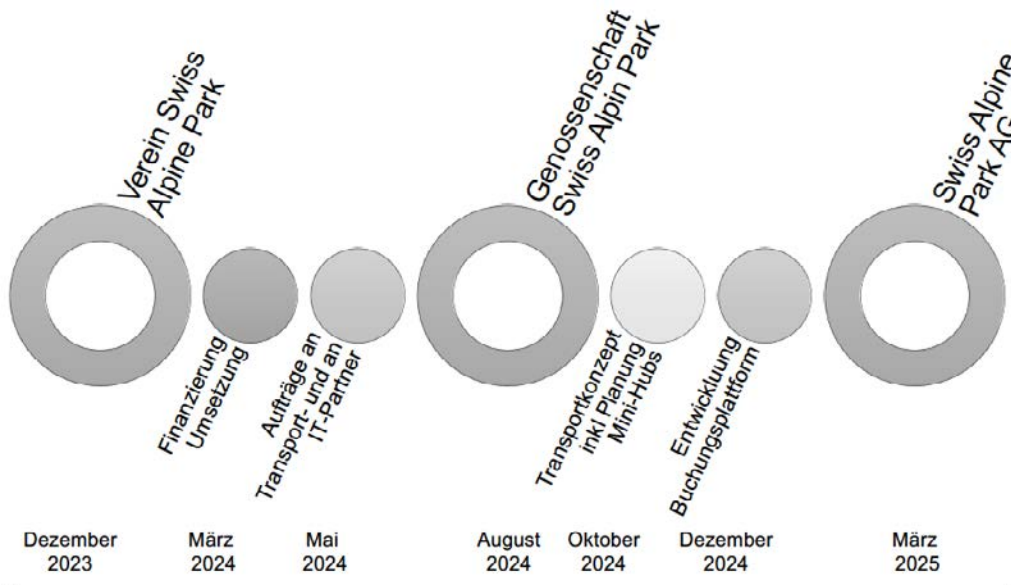 Verein Swiss
Alpine Park
Genossenschaft
Swiss Alpin Park
Swiss Alpine
Park AG
Finanzierung
Umsetzung
Aufträge an
Transport- und an
IT-Partner
Transportkonzept
inkl Planung
Mini-Hubs
Entwickluung
Buchungsplattform
Dezember
2023
März
2024
Mai
2024
August
2024
Oktober
2024
Dezember
2024
März
2025